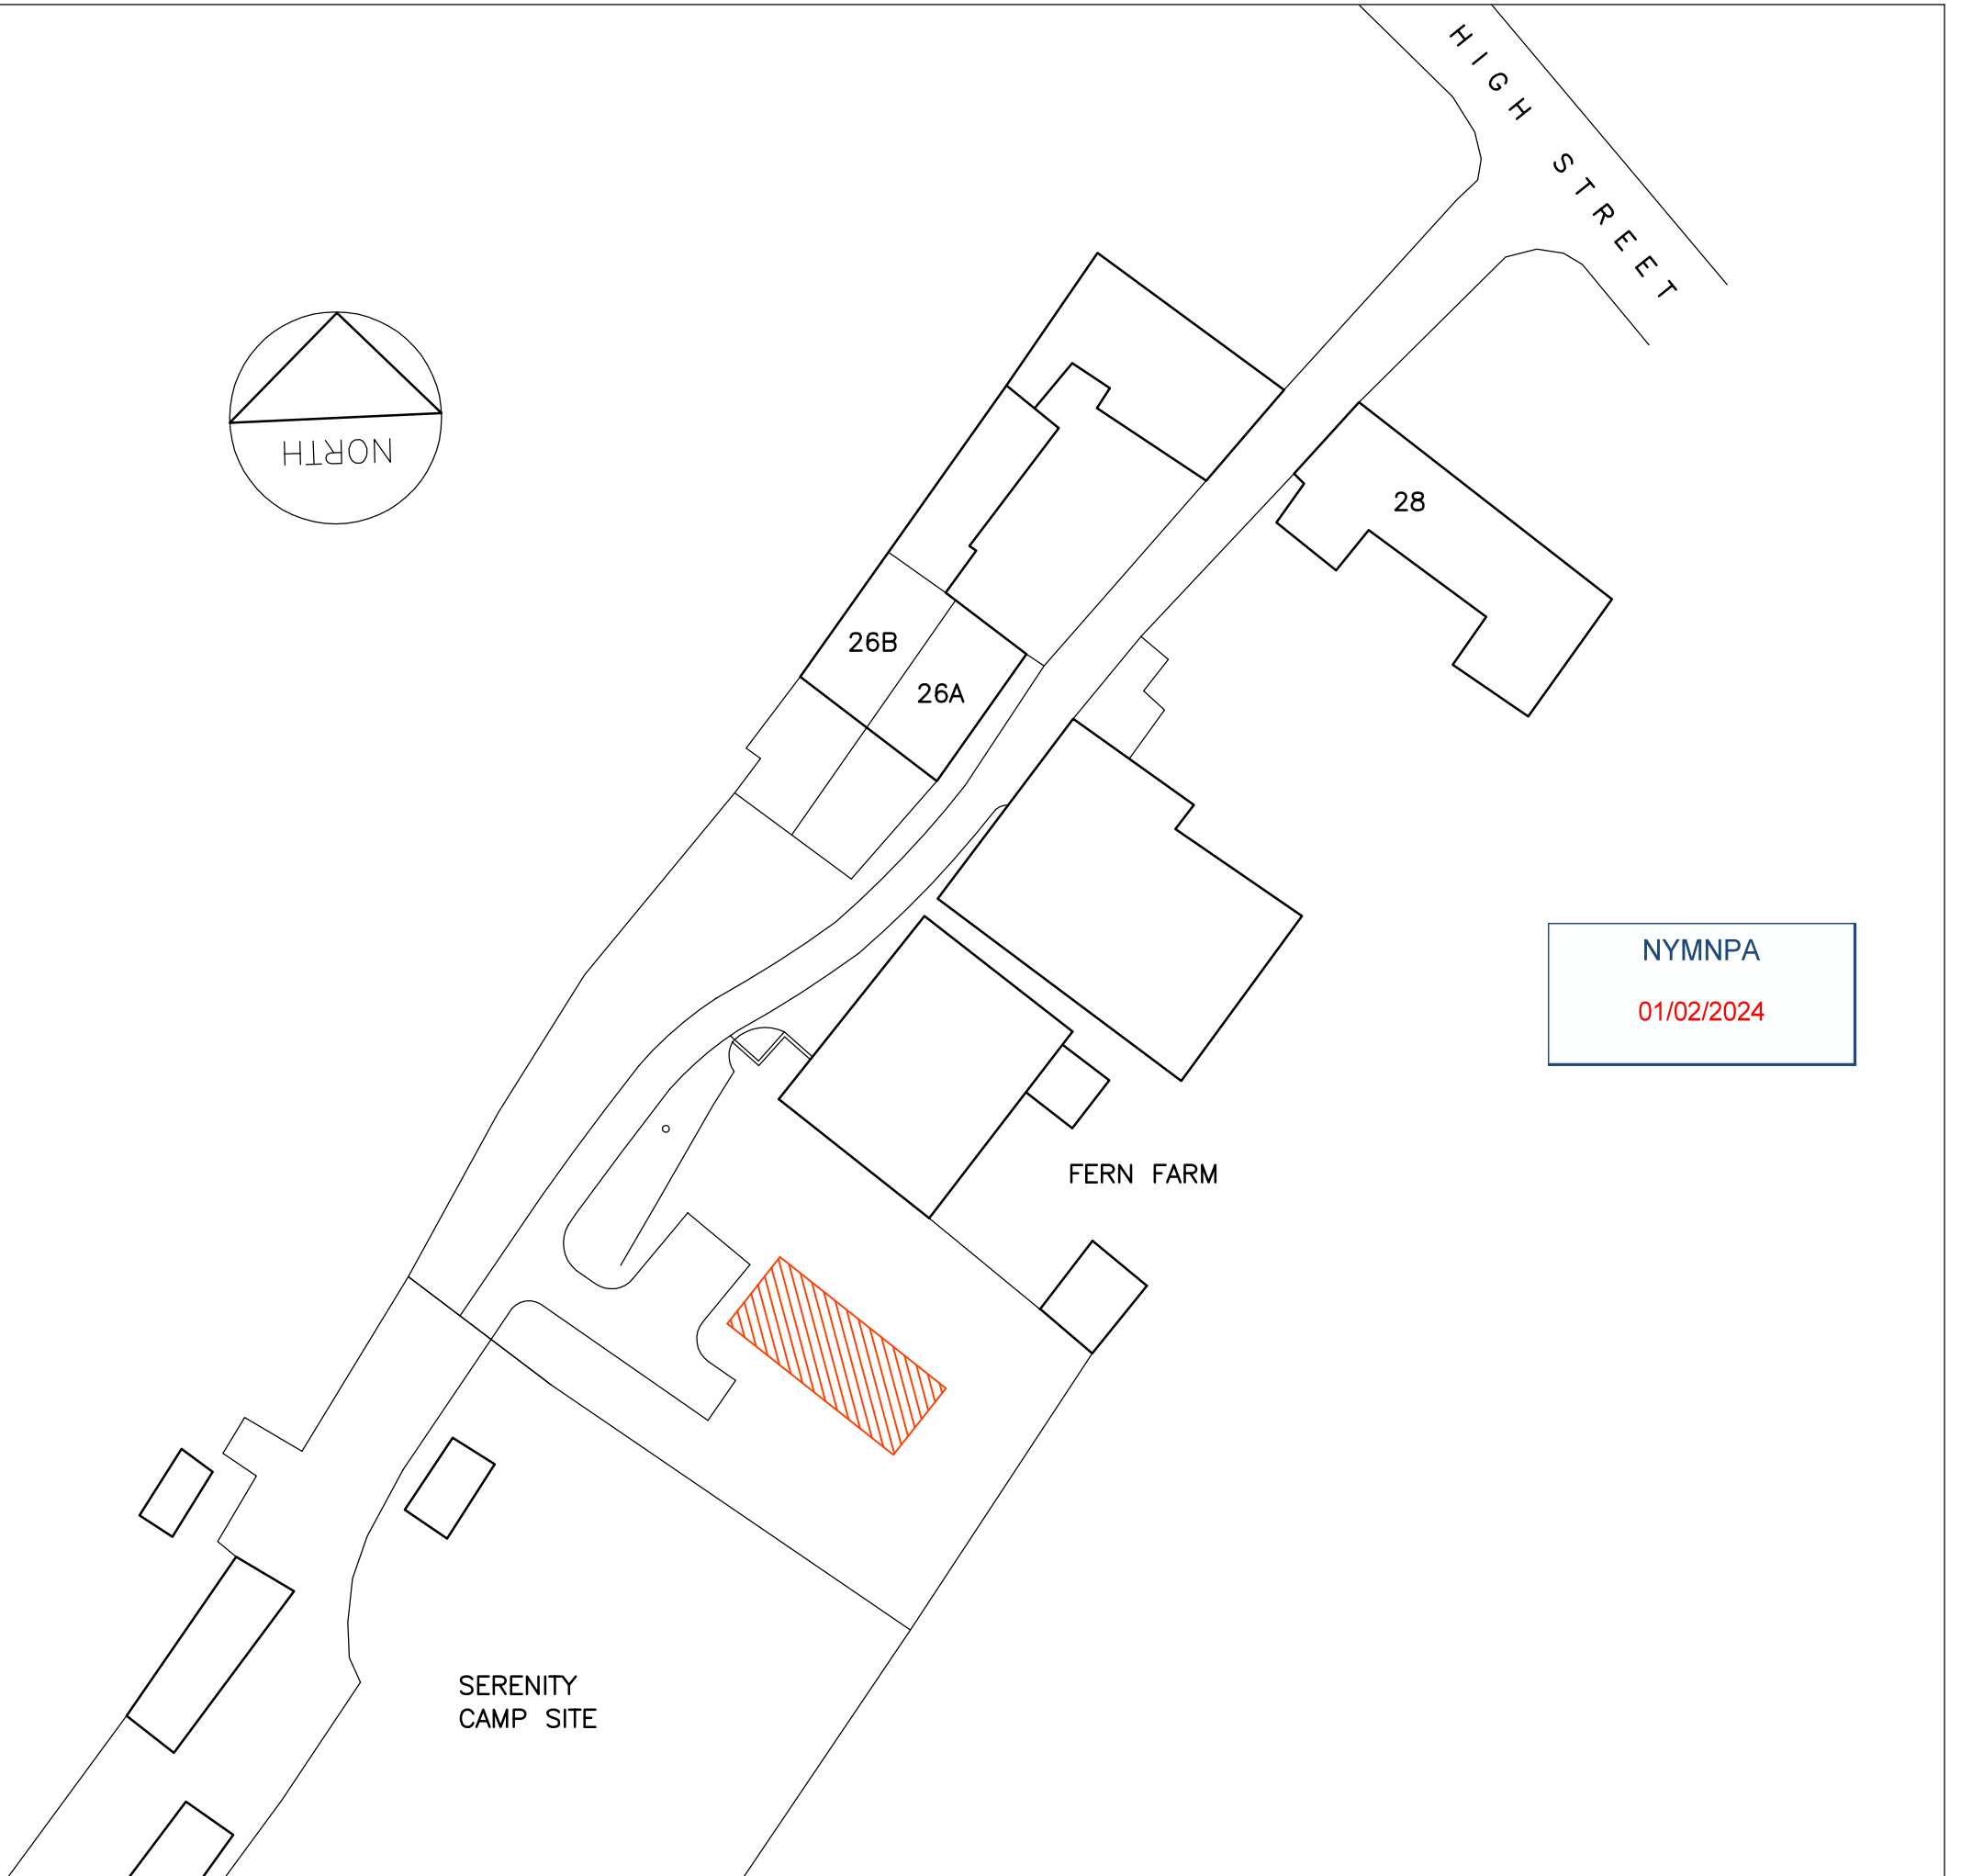 HIGH STREET
NORTH
28
26B
26A
NYMNPA
01/02/2024
FERN FARM
SERENITY
CAMP SITE